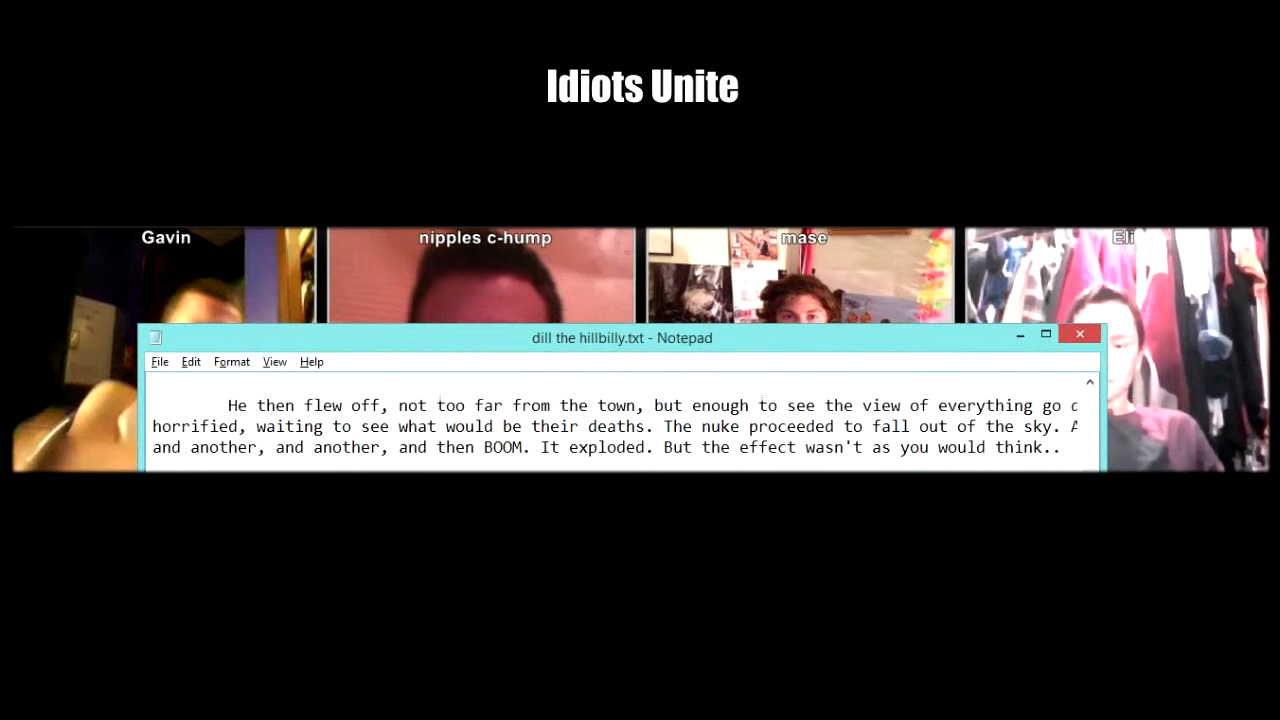 Idiots Unite
Gavin
nipples c-hump
mase
Eli
dill the hillbilly.txt - Notepad
File Edit Format View Help
He then flew off, not too far from the town, but enough to see the view of everything go
horrified, waiting to see what would be their deaths. The nuke proceeded to fall out of the sky.
and another, and another, and then BOOM. It exploded. But the effect wasn't as you would think..